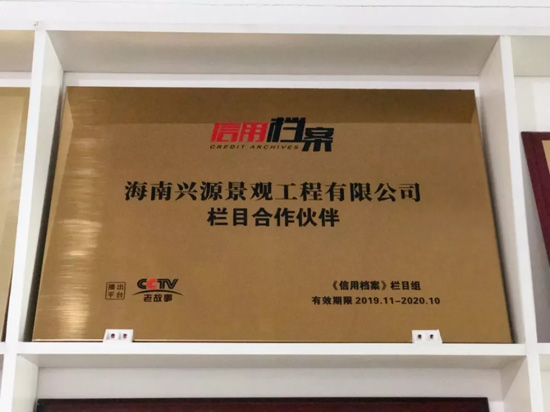 信用档案
CREDIT ARCHIVES
海南兴源景观工程有限公司
栏目合作伙伴
播出
平台
CCTV
老故事
《信用档案》栏目组
有效期限 2019.11-2020.10